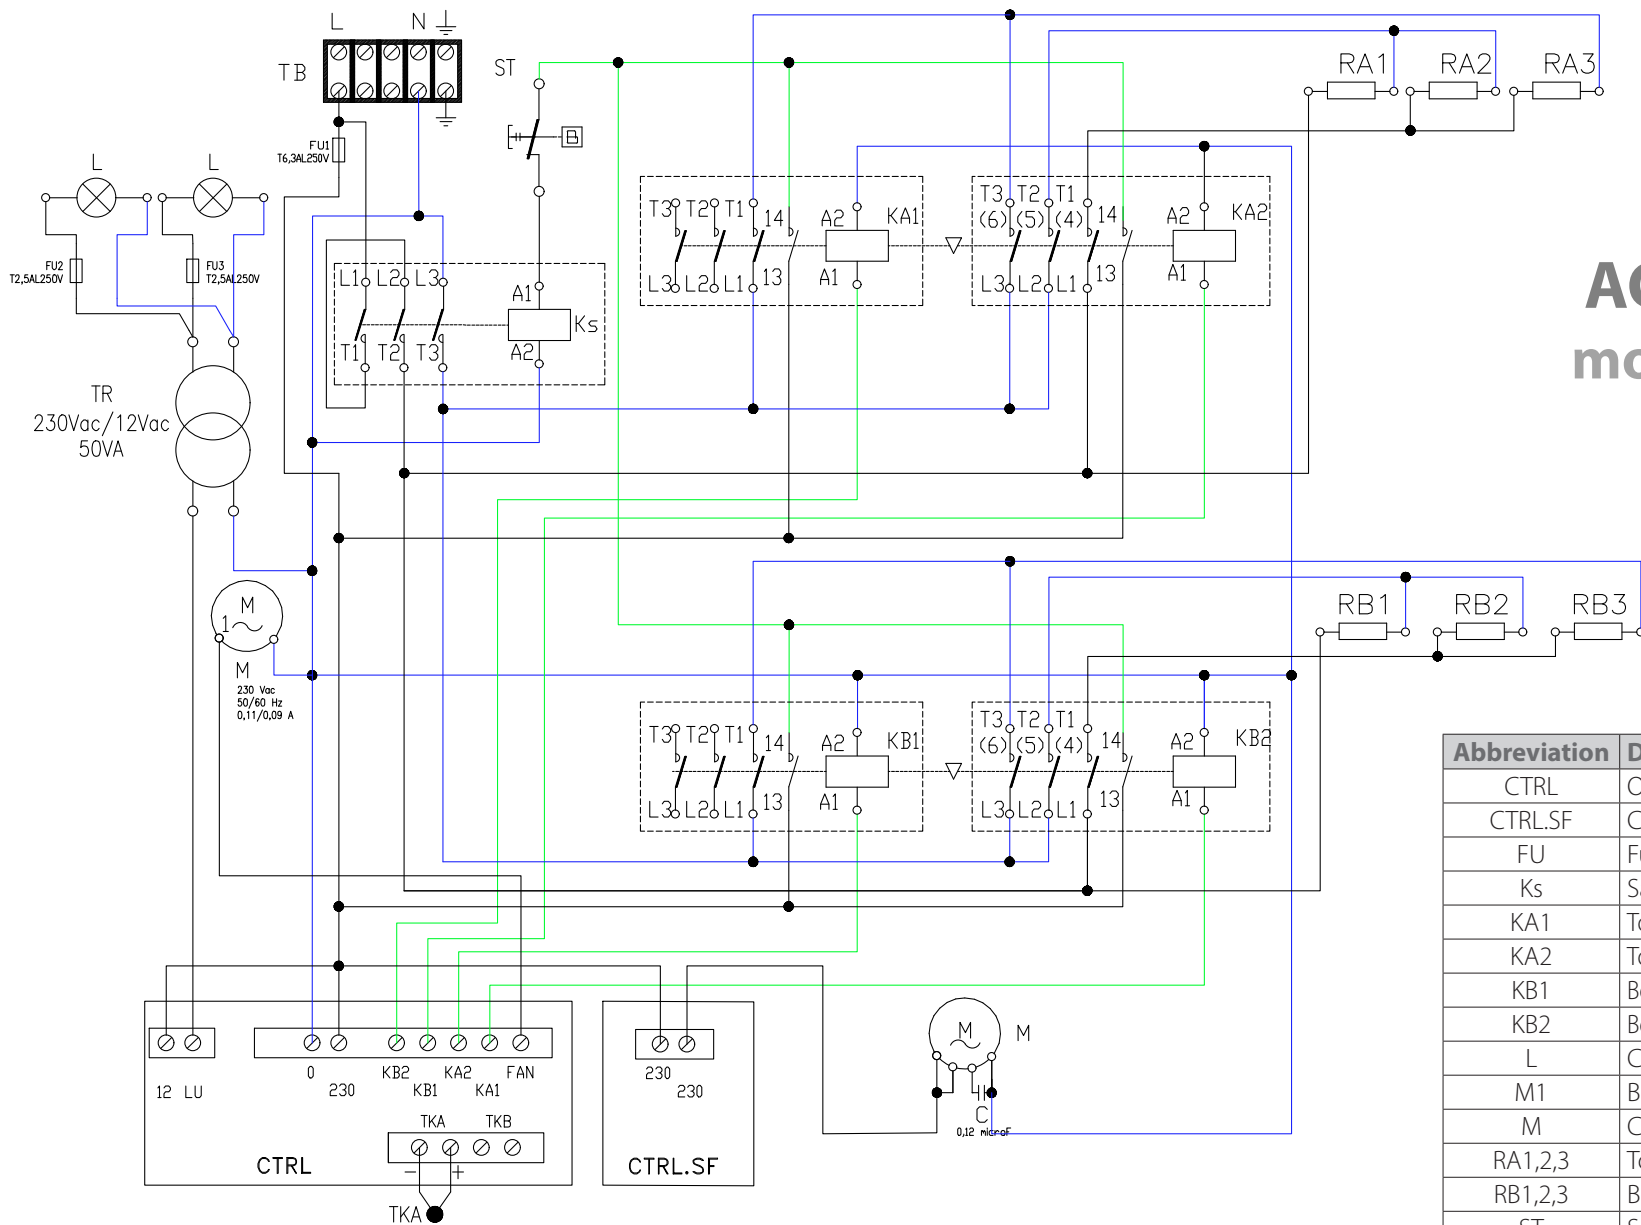 L N
TB
ST
FU1
T6,3AL250V
L L
FU2
T2,5AL250V
FU3
T2,5AL250V
TR
230Vac/12Vac
50VA
L1 L2 L3
T1 T2 T3
A1
A2
Ks
B
T3 T2 T1
14
13
L3 L2 L1
A2
A1
KA1
T3 T2 T1
(6) (5) (4)
14
13
L3 L2 L1
A2
A1
KA2
RA1 RA2 RA3
M
1
M
230 Vac
50/60 Hz
0,11/0,09 A
T3 T2 T1
14
13
L3 L2 L1
A2
A1
KB1
T3 T2 T1
(6) (5) (4)
14
13
L3 L2 L1
A2
A1
KB2
RB1 RB2 RB3
12 LU
0
230
KB2
KB1
KA2
KA1
FAN
TKA TKB
- +
CTRL
TKA
230
230
CTRL.SF
M
M
C
0,12 microF
Abbreviation
CTRL
CTRL.SF
FU
Ks
KA1
KA2
KB1
KB2
L
M1
M
RA1,2,3
RB1,2,3